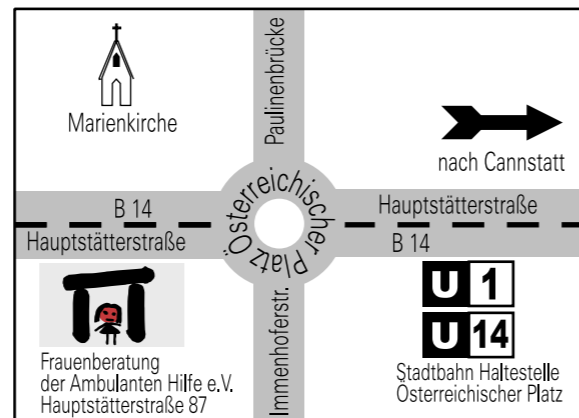 Marienkirche
Paulinenbrücke
nach Cannstatt
Österreichischer Platz
B 14
Hauptstätterstraße
Hauptstätterstraße
B 14
Immenhoferstr.
U 1
U 14
Stadtbahn Haltestelle
Österreichischer Platz
Frauenberatung
der Ambulanten Hilfe e.V.
Hauptstätterstraße 87